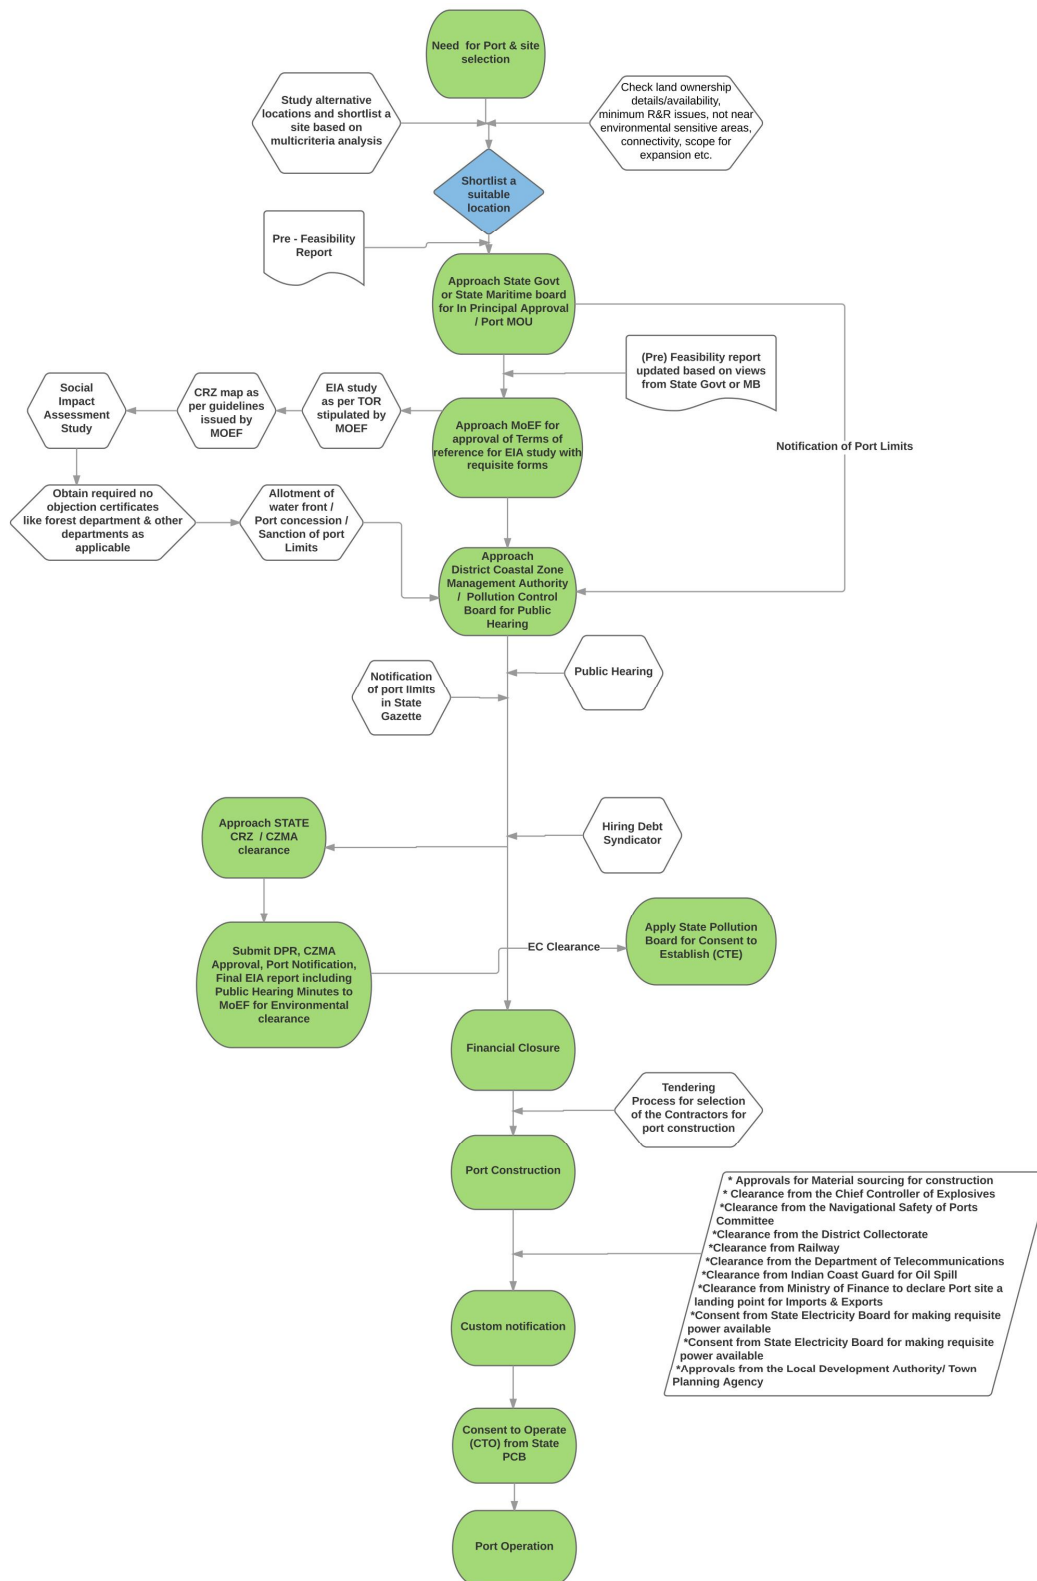 Need  for Port & site
selection
Study alternative
locations and shortlist a
site based on
multicriteria analysis
Check land ownership
details/availability,
minimum R&R issues, not near
environmental sensitive areas,
connectivity, scope for
expansion etc.
Shortlist a
suitable
location
Pre - Feasibility
Report
Approach State Govt
or State Maritime board
for In Principal Approval
/ Port MOU
(Pre) Feasibility report
updated based on views
from State Govt or MB
Social
Impact
Assessment
Study
CRZ map as
per guidelines
issued by
MOEF
EIA study
as per TOR
stipulated by
MOEF
Approach MoEF for
approval of Terms of
reference for EIA study with
requisite forms
Notification of Port Limits
Obtain required no
objection certificates
like forest department & other
departments as
applicable
Allotment of
water front /
Port concession /
Sanction of port
Limits
Approach
District Coastal Zone
Management Authority
/  Pollution Control
Board for Public
Hearing
Public Hearing
Notification
of port limits
in State
Gazette
Approach STATE
CRZ  / CZMA
clearance
Hiring Debt
Syndicator
Submit DPR, CZMA
Approval, Port Notification,
Final EIA report including
Public Hearing Minutes to
MoEF for Environmental
clearance
EC Clearance
Apply State Pollution
Board for Consent to
Establish (CTE)
Financial Closure
Tendering
Process for selection
of the Contractors for
port construction
Port Construction
* Approvals for Material sourcing for construction
* Clearance from the Chief Controller of Explosives
*Clearance from the Navigational Safety of Ports
Committee
*Clearance from the District Collectorate
*Clearance from Railway
*Clearance from the Department of Telecommunications
*Clearance from Indian Coast Guard for Oil Spill
*Clearance from Ministry of Finance to declare Port site a
landing point for Imports & Exports
*Consent from State Electricity Board for making requisite
power available
*Consent from State Electricity Board for making requisite
power available
*Approvals from the Local Development Authority/ Town
Planning Agency
Custom notification
Consent to Operate
(CTO) from State
PCB
Port Operation